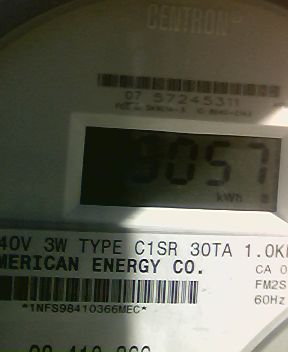 CENTRON®
07 57245311
3057
kWh
40V 3W TYPE C1SR 30TA 1.0K
MERICAN ENERGY CO.
CA 0
FM2S
60Hz
*1NFS98410366MEC*